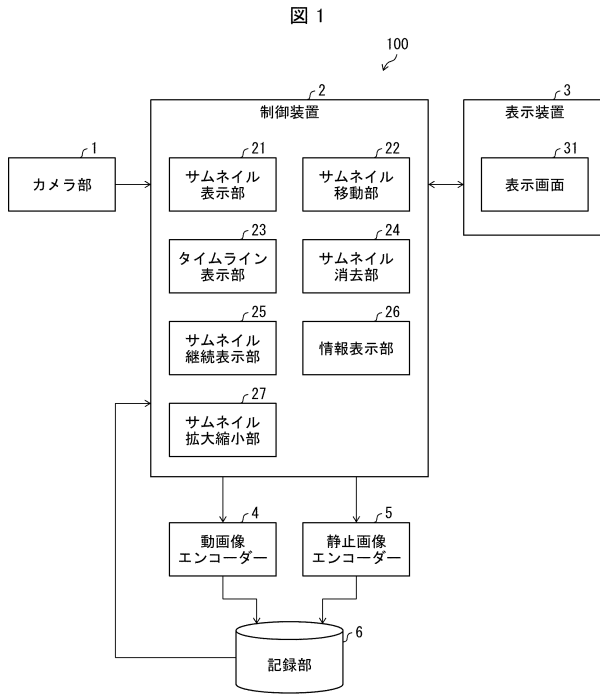 図 1
100
2
制御装置
3
表示装置
1
カメラ部
21
サムネイル
表示部
22
サムネイル
移動部
31
表示画面
23
タイムライン
表示部
24
サムネイル
消去部
25
サムネイル
継続表示部
26
情報表示部
27
サムネイル
拡大縮小部
4
動画像
エンコーダー
5
静止画像
エンコーダー
6
記録部